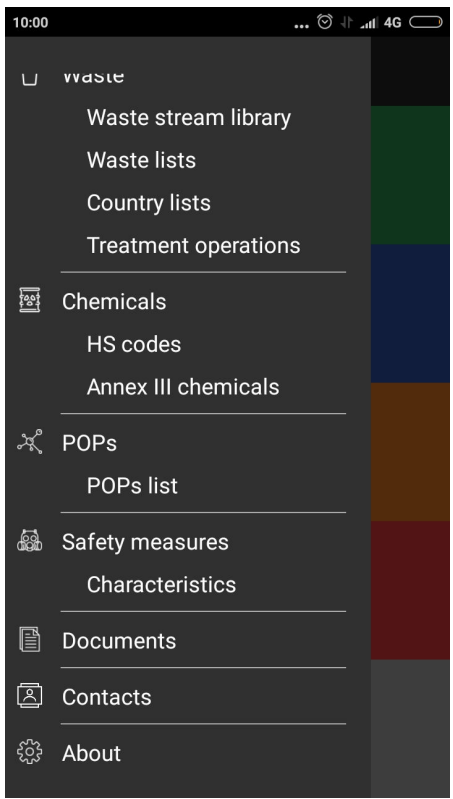 10:00 ... 4G
Waste
Waste stream library
Waste lists
Country lists
Treatment operations
Chemicals
HS codes
Annex III chemicals
POPs
POPs list
Safety measures
Characteristics
Documents
Contacts
About